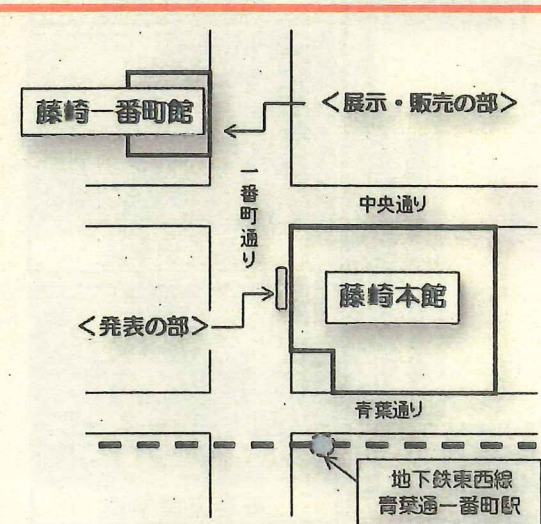 藤崎一番町館
＜展示・販売の部＞
一番町通り
中央通り
藤崎本館
＜発表の部＞
青葉通り
地下鉄東西線
青葉通一番町駅